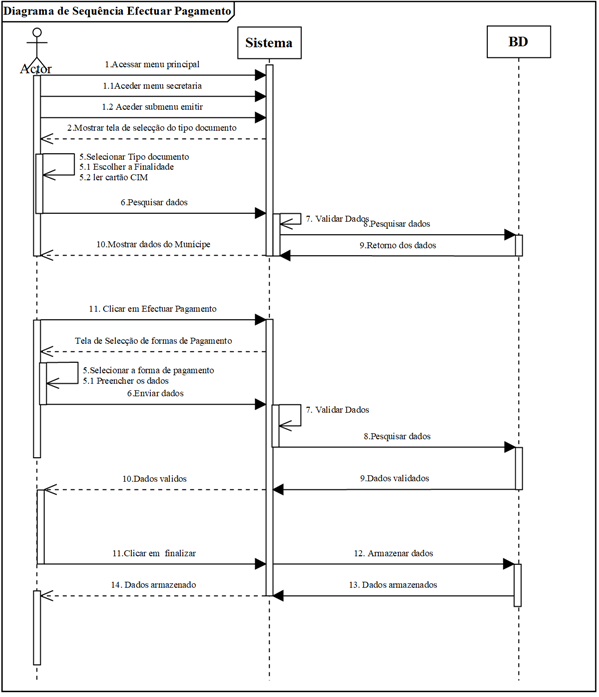 Diagrama de Sequência Efectuar Pagamento
Sistema
BD
Actor
1.Acessar menu principal
1.1Aceder menu secretaria
1.2 Aceder submenu emitir
2.Mostrar tela de selecção do tipo documento
5.Selecionar Tipo documento
5.1 Escolher a Finalidade
5.2 ler cartão CIM
6.Pesquisar dados
7. Validar Dados
8.Pesquisar dados
10.Mostrar dados do Municipe
9.Retorno dos dados
11. Clicar em Efectuar Pagamento
Tela de Selecção de formas de Pagamento
5.Selecionar a forma de pagamento
5.1 Preencher os dados
6.Enviar dados
7. Validar Dados
8.Pesquisar dados
10.Dados validos
9.Dados validados
11.Clicar em finalizar
12. Armazenar dados
14. Dados armazenado
13. Dados armazenados